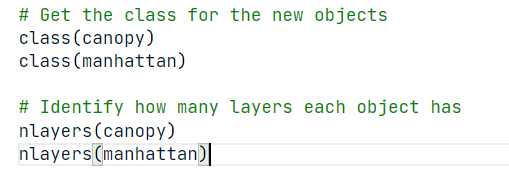 # Get the class for the new objects
class(canopy)
class(manhattan)
# Identify how many layers each object has
nlayers(canopy)
nlayers(manhattan)